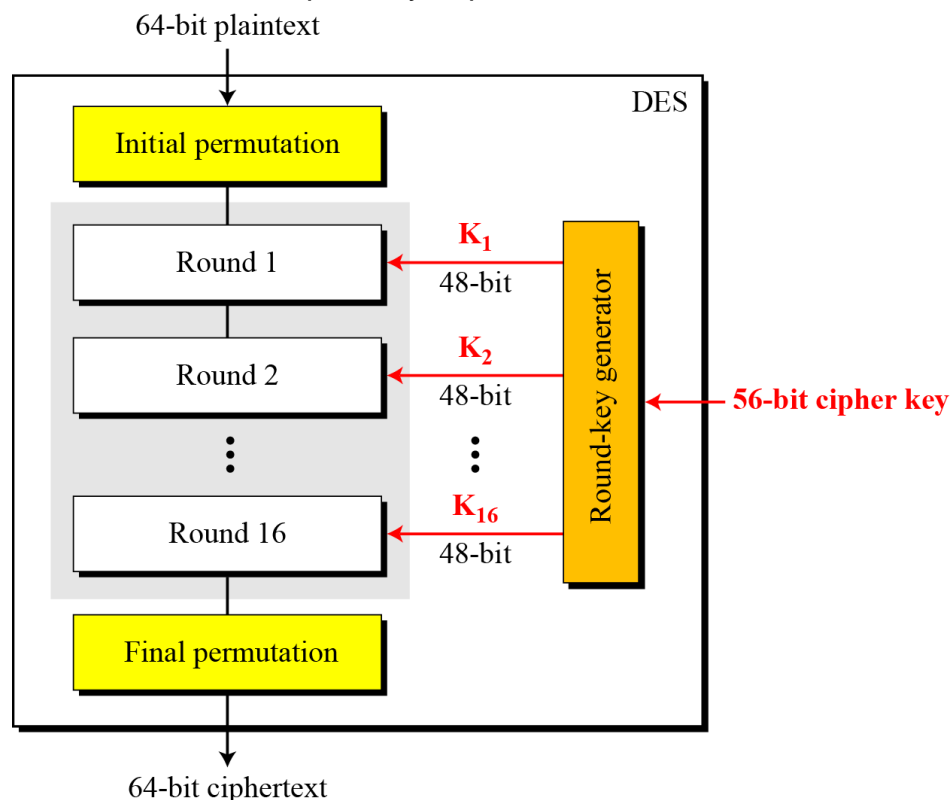 64-bit plaintext
DES
Initial permutation
Round 1
K1
48-bit
Round 2
K2
48-bit
Round-key generator
56-bit cipher key
Round 16
K16
48-bit
Final permutation
64-bit ciphertext